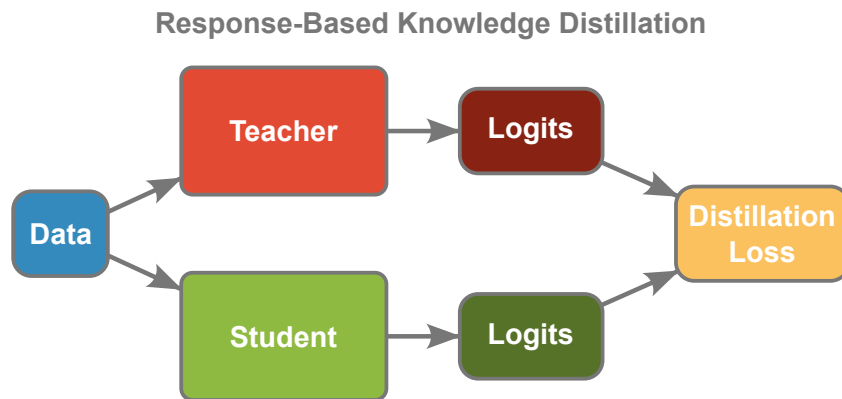 Response-Based Knowledge Distillation
Teacher
Logits
Data
Distillation
Loss
Student
Logits